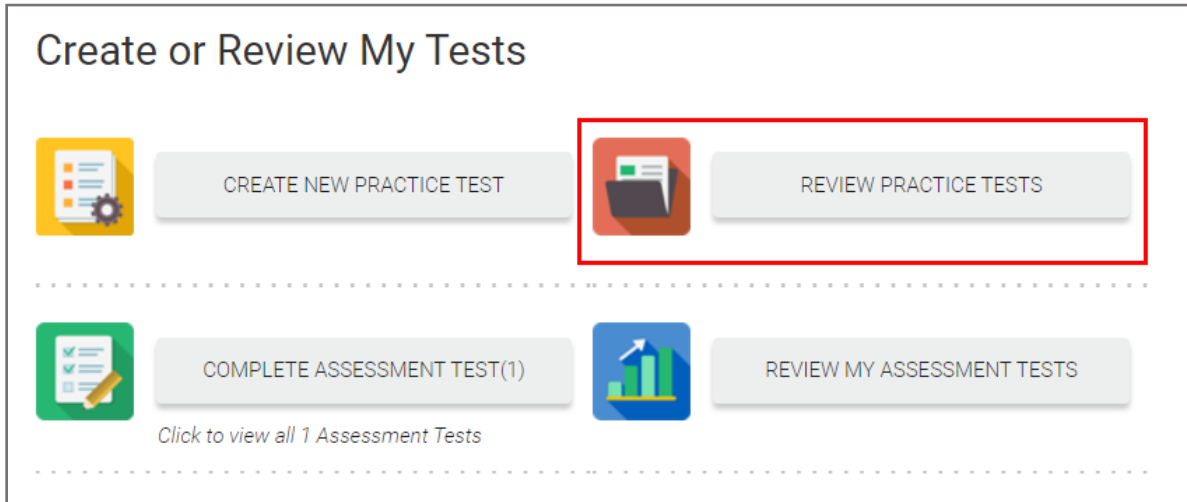 Create or Review My Tests
CREATE NEW PRACTICE TEST
REVIEW PRACTICE TESTS
COMPLETE ASSESSMENT TEST(1)
REVIEW MY ASSESSMENT TESTS
Click to view all 1 Assessment Tests